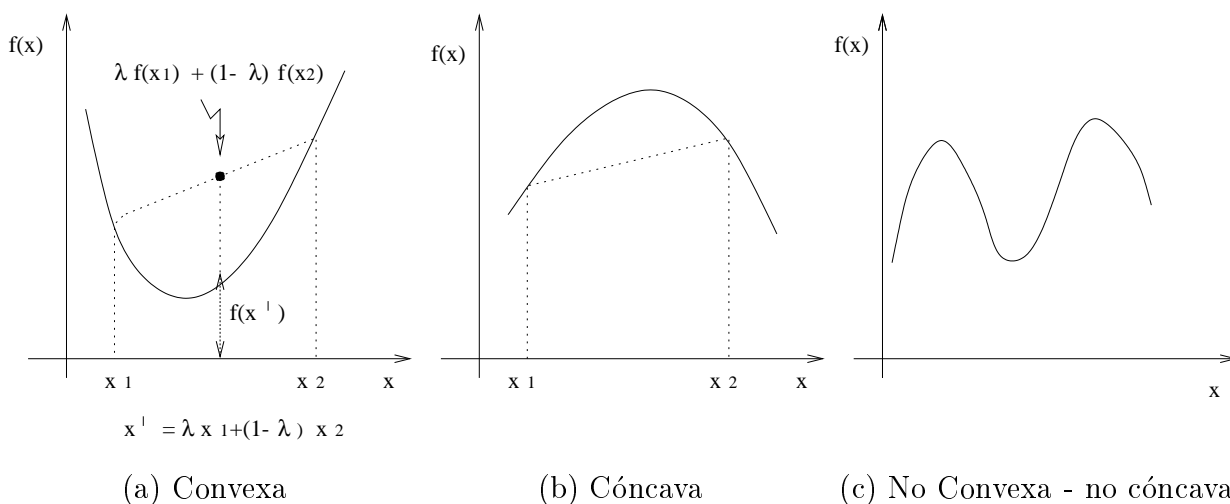 f(x)
λ f(x1) + (1- λ) f(x2)
f(x ')
x 1
x 2
x
x ' = λ x 1+(1- λ ) x 2
(a) Convexa
f(x)
x 1
x 2
x
(b) Cóncava
f(x)
x
(c) No Convexa - no cóncava